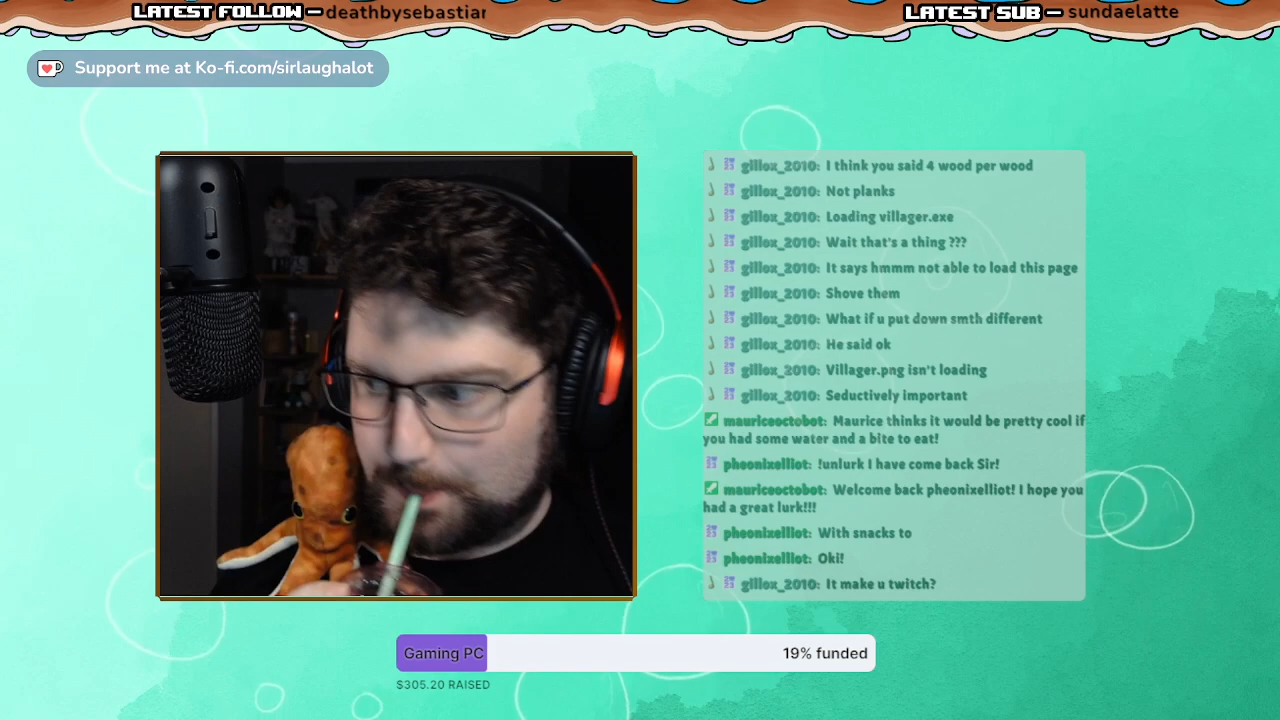 LATEST FOLLOW – deathbysebastian
LATEST SUB – sundaelatte
Support me at Ko-fi.com/sirlaughalot
gillox_2010: I think you said 4 wood per wood
gillox_2010: Not planks
gillox_2010: Loading villager.exe
gillox_2010: Wait that's a thing ???
gillox_2010: It says hmmm not able to load this page
gillox_2010: Shove them
gillox_2010: What if u put down smth different
gillox_2010: He said ok
gillox_2010: Villager.png isn't loading
gillox_2010: Seductively important
mauriceoctobot: Maurice thinks it would be pretty cool if
you had some water and a bite to eat!
pheonixelliot: !unlurk I have come back Sir!
mauriceoctobot: Welcome back pheonixelliot! I hope you
had a great lurk!!!
pheonixelliot: With snacks to
pheonixelliot: Oki!
gillox_2010: It make u twitch?
Gaming PC
19% funded
$305.20 RAISED